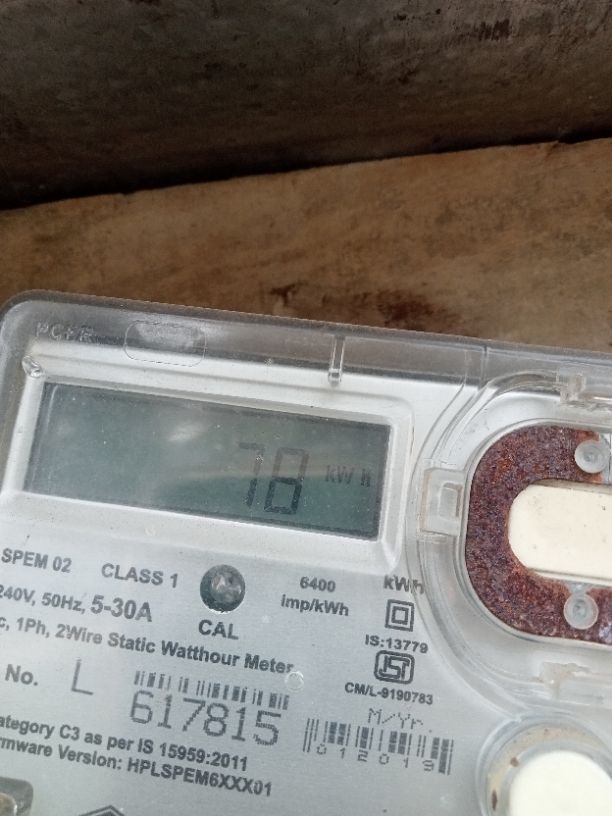 78 kWh
SPEM 02 CLASS 1
240V, 50Hz, 5-30A
CAL
6400
imp/kWh
kWh
IS:13779
CM/L-9190783
c, 1Ph, 2Wire Static Watthour Meter
No. L 617815
M/Yr.
012019
ategory C3 as per IS 15959:2011
rmware Version: HPLSPEM6XXX01